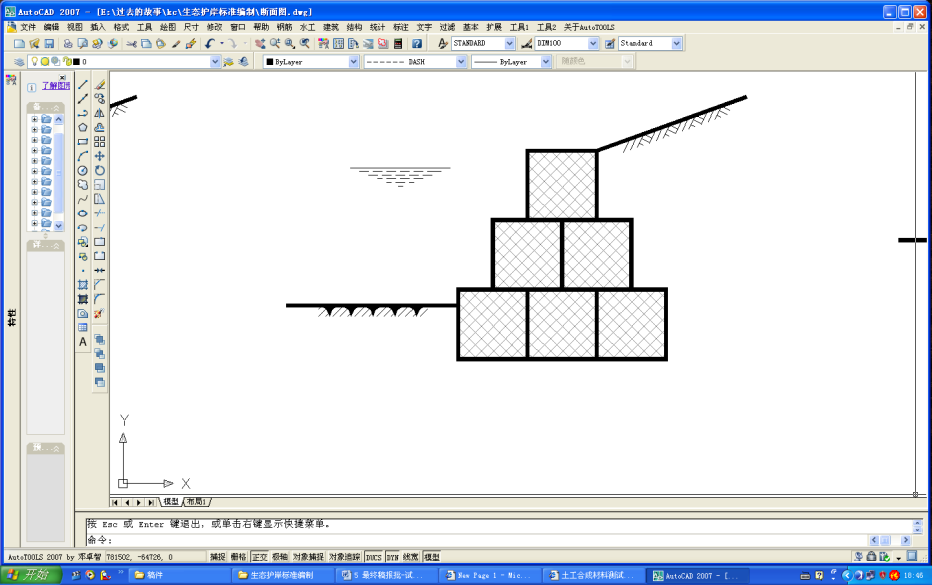 AutoCAD 2007 - [E:\过去的故事\kc\生态护岸标准编制\断面图.dwg]
文件 编辑 视图 插入 格式 工具 绘图 尺寸 修改 窗口 帮助 钢筋 水工 建筑 结构 统计 标注 文字 过滤 基本 扩展 工具1 工具2 关于AutoTOOLS
STANDARD DIM100 Standard
0 ByLayer DASH ByLayer 随颜色
了解图库
特性
A
Y
X
模型 布局1
按 Esc 或 Enter 键退出, 或单击右键显示快捷菜单。
命令:
AutoTOOLS 2007 by 邓卓智 781502, -64726, 0 捕捉 栅格 正交 极轴 对象捕捉 对象追踪 DUCS DYN 线宽 模型
开始 稿件 生态护岸标准编制 5 是终稿报批-试... New Page 1 - Mic... 土工合成材料测试... AutoCAD 2007 - [... 10:46